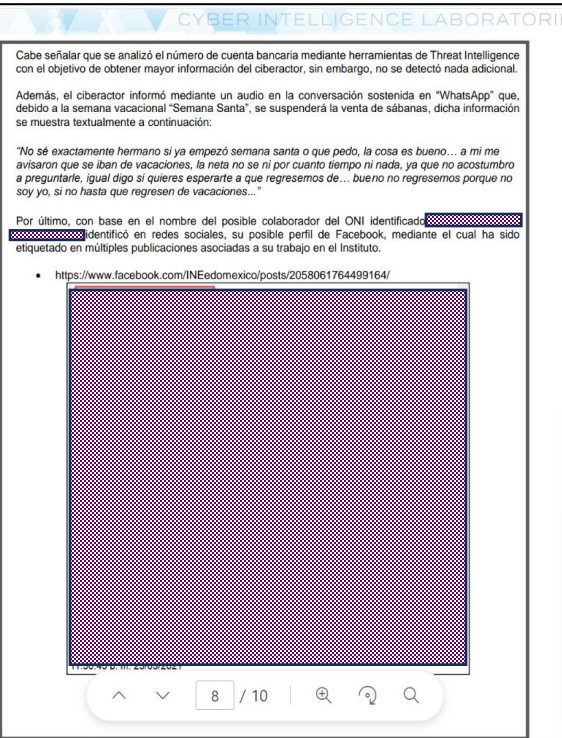 CYBER INTELLIGENCE LABORATORI
Cabe señalar que se analizó el número de cuenta bancaria mediante herramientas de Threat Intelligence
con el objetivo de obtener mayor información del ciberactor, sin embargo, no se detectó nada adicional.
Además, el ciberactor informó mediante un audio en la conversación sostenida en “WhatsApp” que,
debido a la semana vacacional “Semana Santa”, se suspenderá la venta de sábanas, dicha información
se muestra textualmente a continuación:
“No sé exactamente hermano si ya empezó semana santa o que pedo, la cosa es bueno… a mi me
avisaron que se iban de vacaciones, la neta no se ni por cuanto tiempo ni nada, ya que no acostumbro
a preguntarle, igual digo si quieres esperarte a que regresemos de… bueno no regresemos porque no
soy yo, si no hasta que regresen de vacaciones...”
Por último, con base en el nombre del posible colaborador del ONI identificado
identificó en redes sociales, su posible perfil de Facebook, mediante el cual ha sido
etiquetado en múltiples publicaciones asociadas a su trabajo en el Instituto.
• https://www.facebook.com/INEedomexico/posts/2058061764499164/
8 / 10